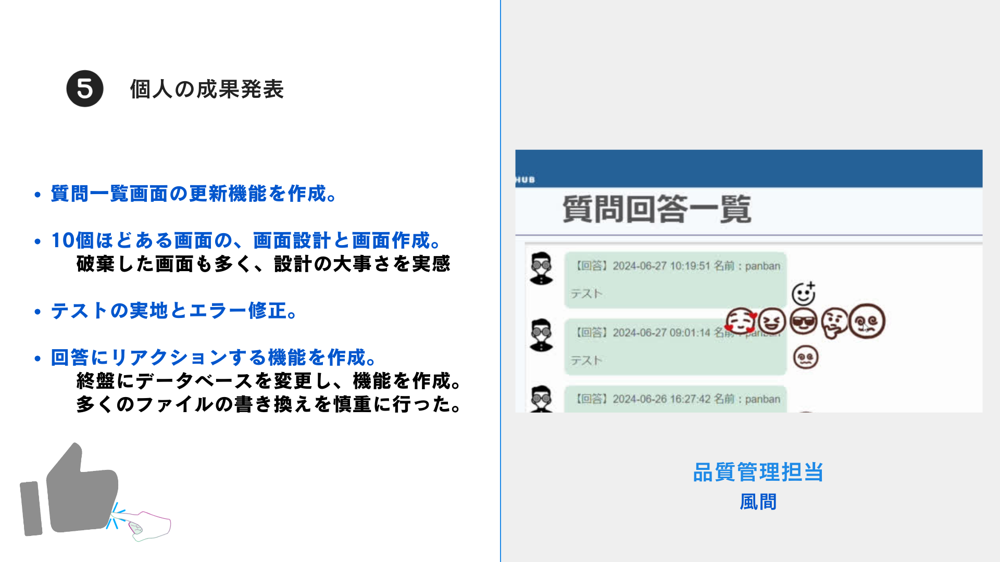 5 個人の成果発表
・質問一覧画面の更新機能を作成。
・10個ほどある画面の、画面設計と画面作成。
破棄した画面も多く、設計の大事さを実感
・テストの実地とエラー修正。
・回答にリアクションする機能を作成。
終盤にデータベースを変更し、機能を作成。
多くのファイルの書き換えを慎重に行った。
HUB
質問回答一覧
【回答】2024-06-27 10:19:51 名前：panban
テスト
【回答】2024-06-27 09:01:14 名前：panban
テスト
【回答】2024-06-26 16:27:42 名前：panban
品質管理担当
風間